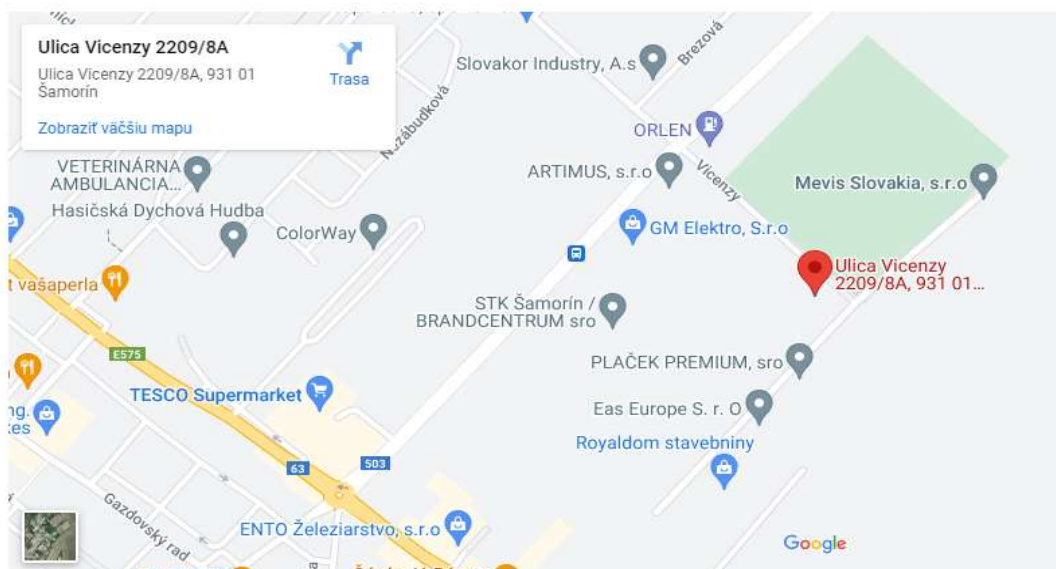 Ulica Vicenzy 2209/8A
Ulica Vicenzy 2209/8A, 931 01
Šamorín
Trasa
Zobraziť väčšiu mapu
Slovakor Industry, A.s
Brezová
ORLEN
Nezábudková
VETERINÁRNA
AMBULANCIA...
ARTIMUS, s.r.o
Vicenzy
Mevis Slovakia, s.r.o
Hasičská Dychová Hudba
ColorWay
GM Elektro, S.r.o
t vašaperla
Ulica Vicenzy
2209/8A, 931 01...
STK Šamorín /
BRANDCENTRUM sro
E575
PLAČEK PREMIUM, sro
TESCO Supermarket
Eas Europe S. r. O
ng.
kes
Royaldom stavebniny
63
503
Gazdovský rad
ENTO Železiarstvo, s.r.o
Google